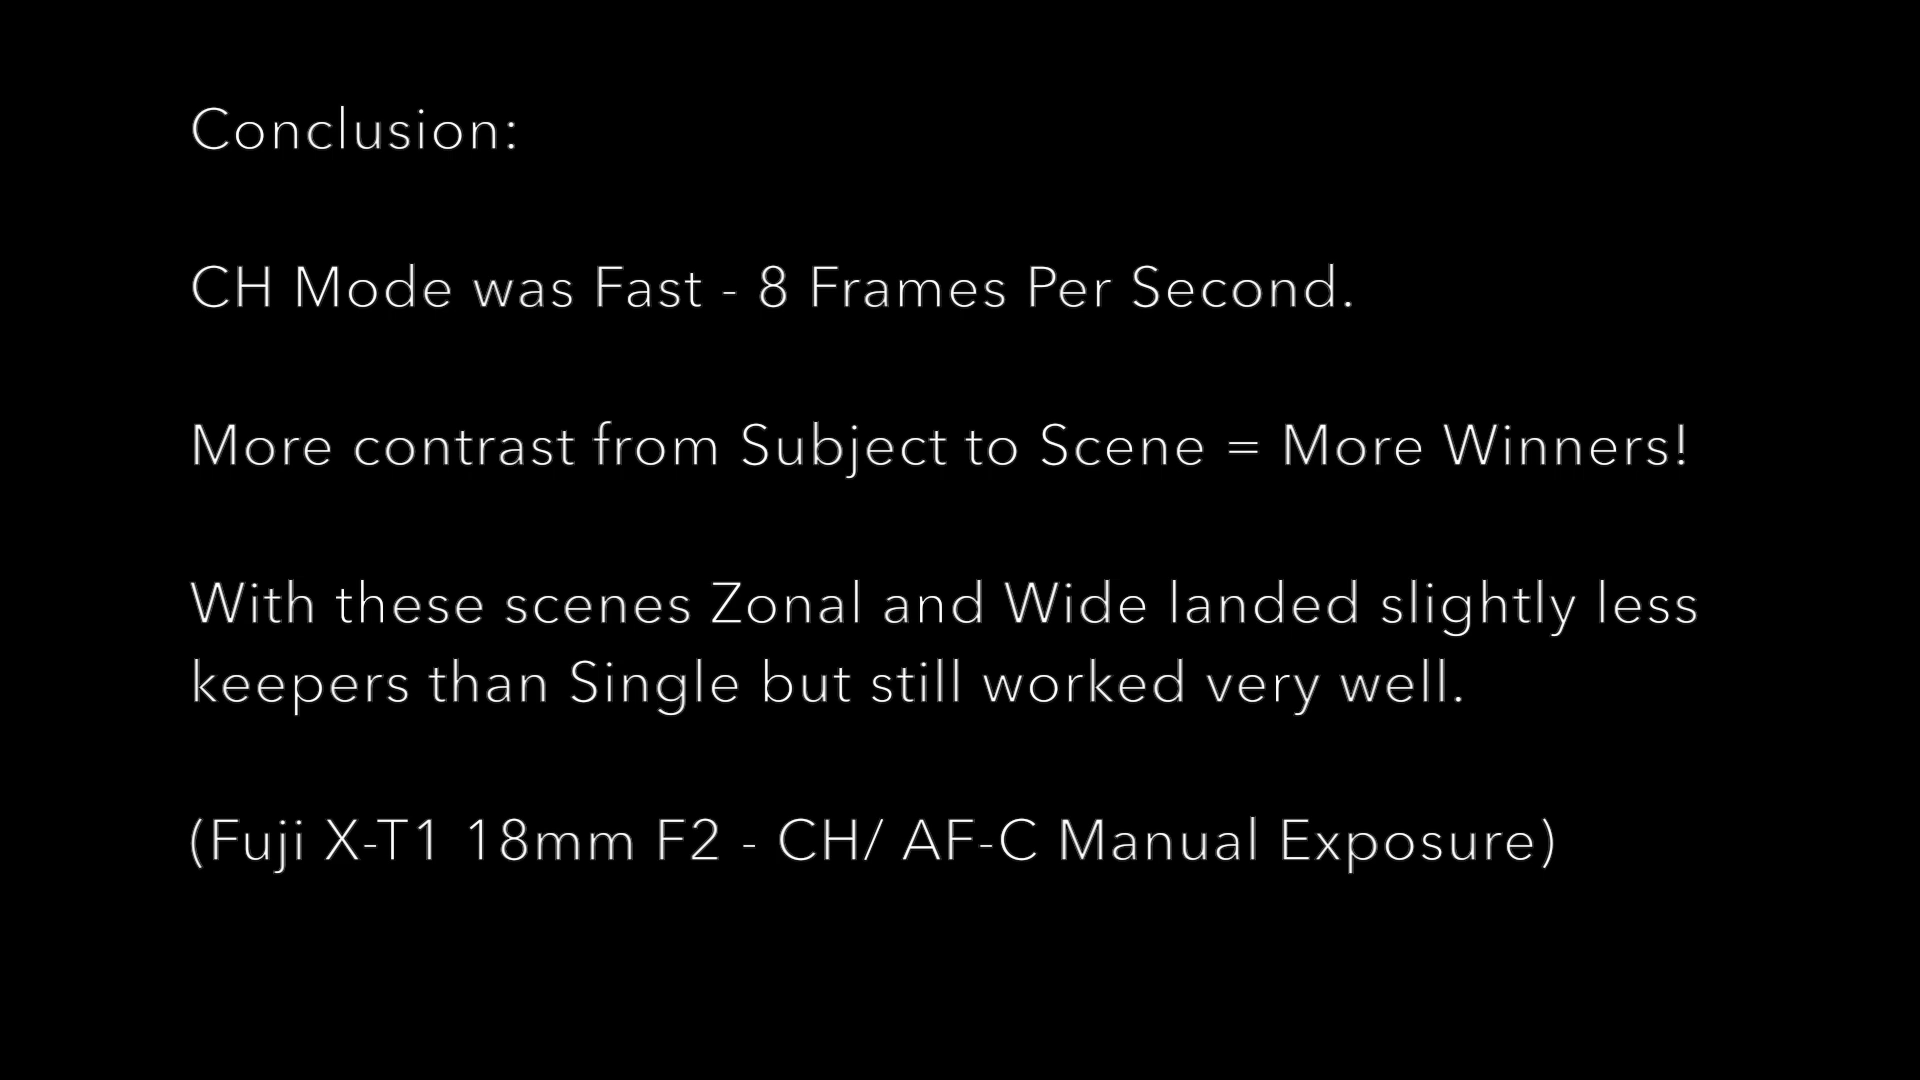 Conclusion:
CH Mode was Fast - 8 Frames Per Second.
More contrast from Subject to Scene = More Winners!
With these scenes Zonal and Wide landed slightly less
keepers than Single but still worked very well.
(Fuji X-T1 18mm F2 - CH/ AF-C Manual Exposure)